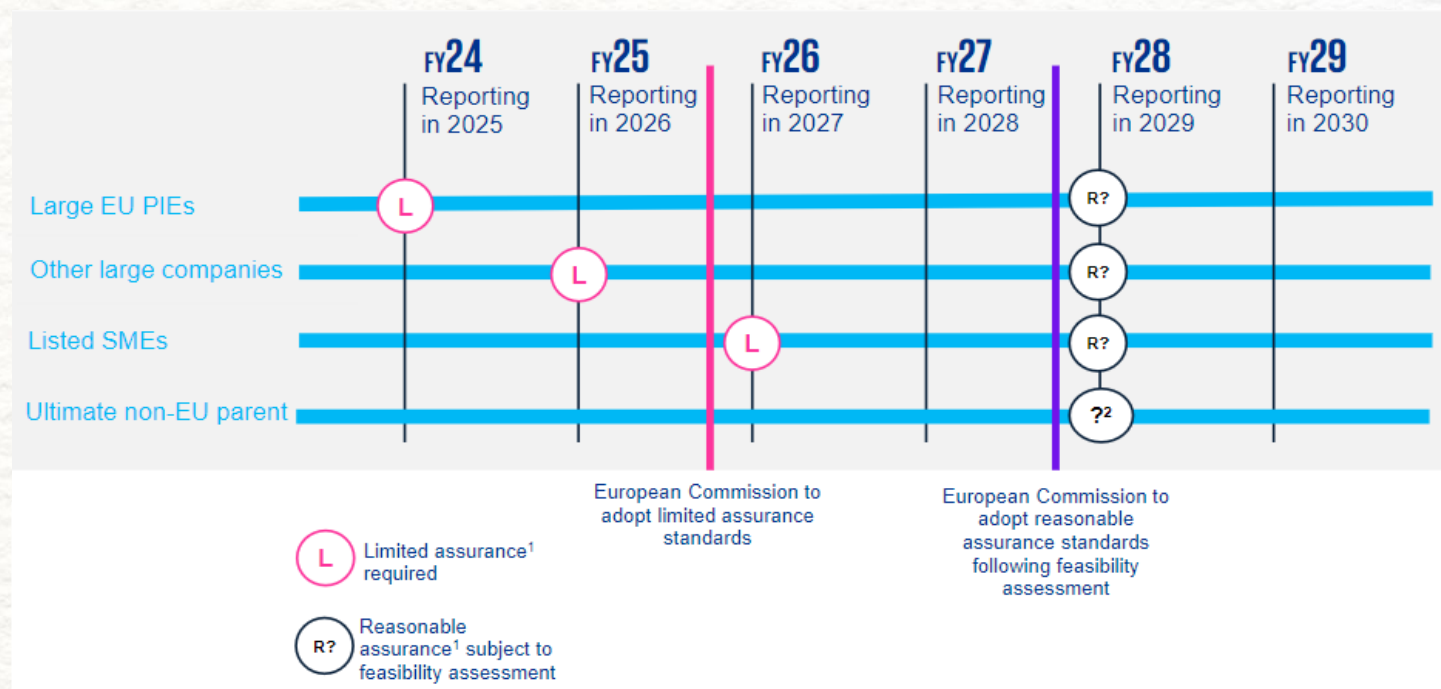 FY24
Reporting
in 2025
FY25
Reporting
in 2026
FY26
Reporting
in 2027
FY27
Reporting
in 2028
FY28
Reporting
in 2029
FY29
Reporting
in 2030
Large EU PIEs
L
R?
Other large companies
L
R?
Listed SMEs
L
R?
Ultimate non-EU parent
?²
European Commission to
adopt limited assurance
standards
European Commission to
adopt reasonable
assurance standards
following feasibility
assessment
L
Limited assurance¹
required
R?
Reasonable
assurance¹ subject to
feasibility assessment